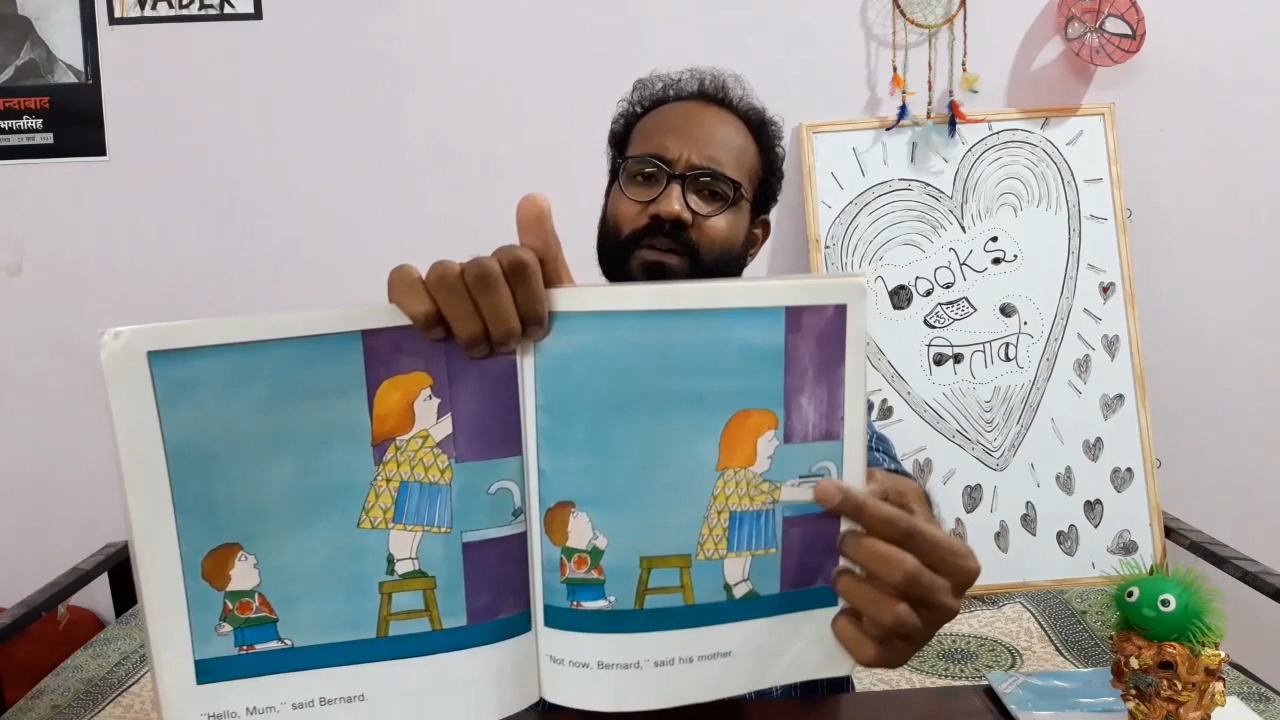 VADER
न्दाबाद
भगतसिंह
books
किताबें
"Hello, Mum," said Bernard.
"Not now, Bernard," said his mother.